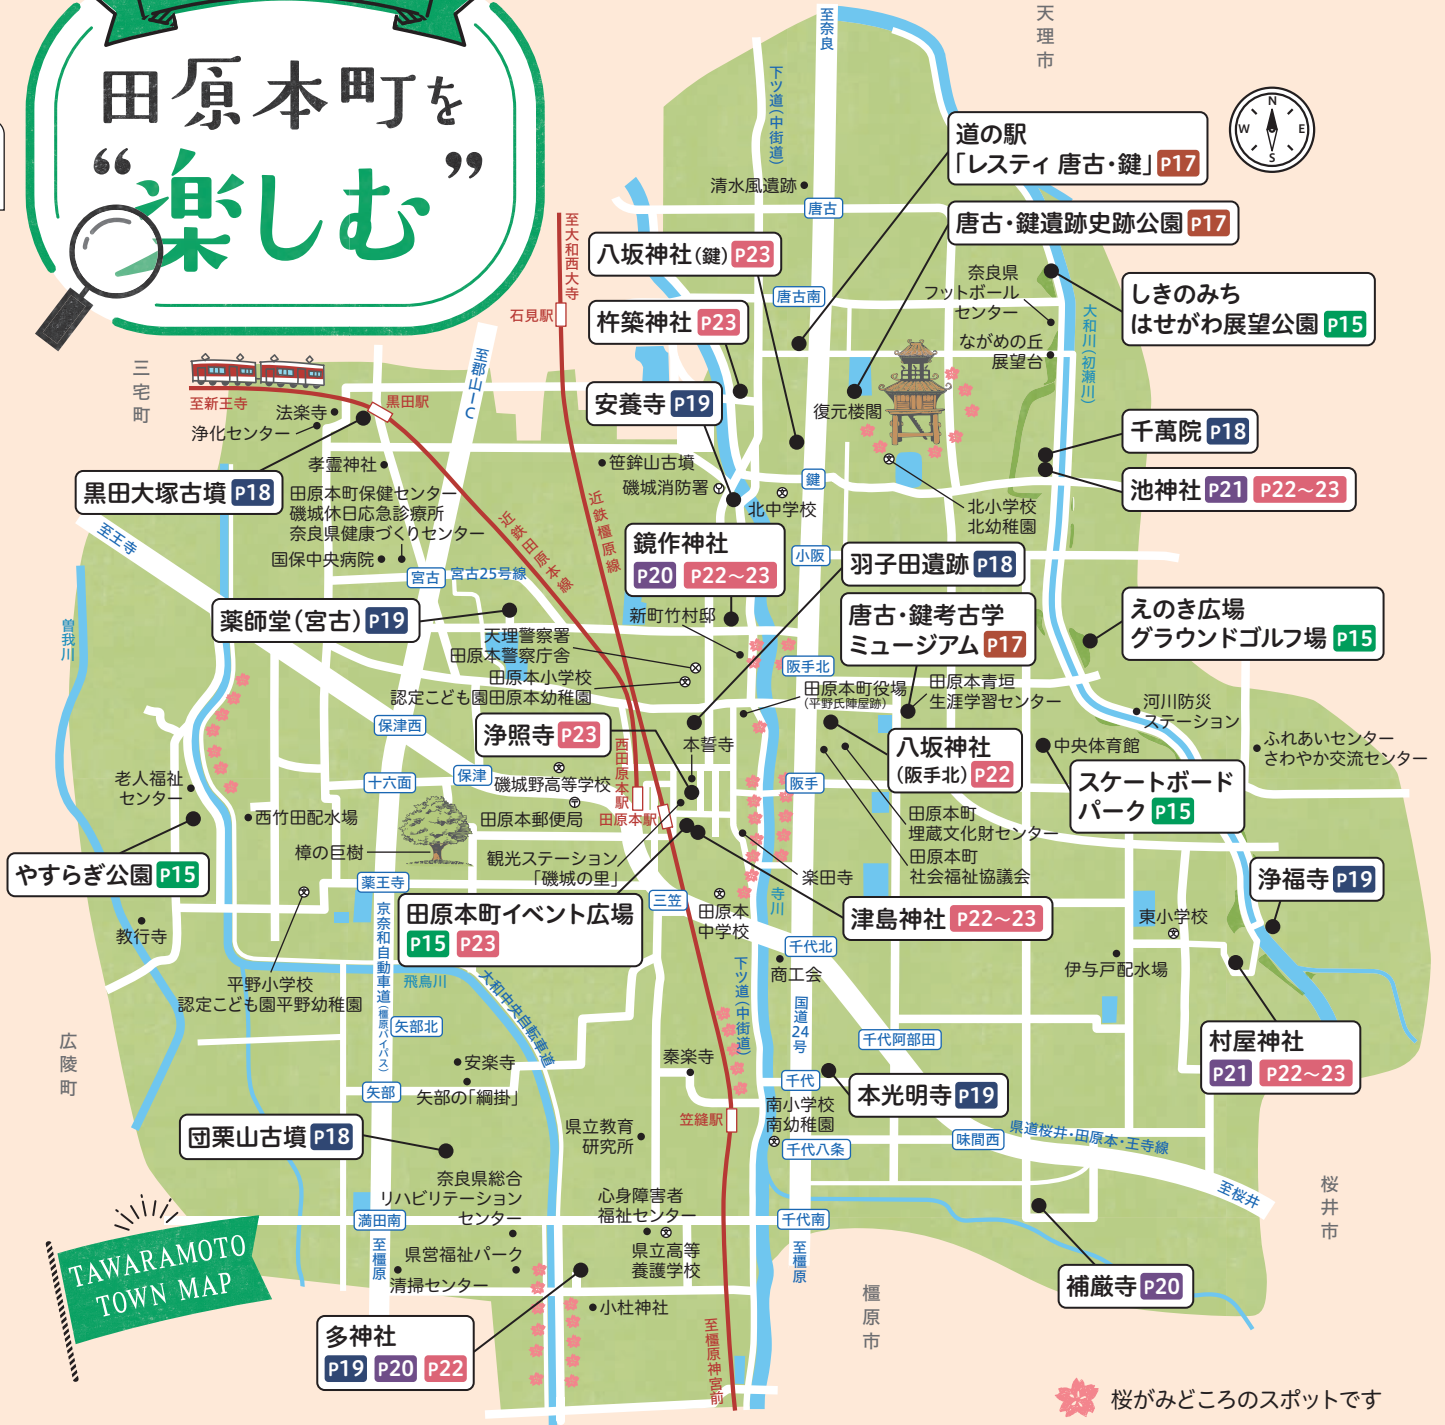 田原本町を
“楽しむ”
天理市
三宅町
広陵町
橿原市
桜井市
N
W
E
S
至奈良
下ツ道(中街道)
清水風遺跡
唐古
道の駅
「レスティ 唐古・鍵」P17
唐古・鍵遺跡史跡公園 P17
至大和西大寺
石見駅
八坂神社(鍵) P23
唐古南
奈良県
フットボール
センター
しきのみち
はせがわ展望公園 P15
大和川(初瀬川)
ながめの丘
展望台
杵築神社 P23
至郡山IC
至新王寺
黒田駅
法楽寺
浄化センター
安養寺 P19
復元楼閣
千萬院 P18
池神社 P21 P22〜23
孝霊神社
笹鉾山古墳
磯城消防署
鍵
北中学校
北小学校
北幼稚園
黒田大塚古墳 P18
田原本町保健センター
磯城休日応急診療所
奈良県健康づくりセンター
国保中央病院
至王寺
近鉄田原本線
近鉄橿原線
宮古
宮古25号線
鏡作神社
P20 P22〜23
小阪
羽子田遺跡 P18
唐古・鍵考古学
ミュージアム P17
えのき広場
グラウンドゴルフ場 P15
曽我川
薬師堂(宮古) P19
新町竹村邸
天理警察署
田原本警察庁舎
田原本小学校
認定こども園田原本幼稚園
阪手北
田原本町役場
(平野氏陣屋跡)
田原本青垣
生涯学習センター
河川防災
ステーション
保津西
浄照寺 P23
西田原本駅
本誓寺
八坂神社
(阪手北) P22
中央体育館
ふれあいセンター
さわやか交流センター
老人福祉
センター
十六面
保津
磯城野高等学校
田原本郵便局
田原本駅
阪手
スケートボード
パーク P15
西竹田配水場
樟の巨樹
観光ステーション
「磯城の里」
田原本町
埋蔵文化財センター
田原本町
社会福祉協議会
やすらぎ公園 P15
薬王寺
楽田寺
寺川
浄福寺 P19
田原本町イベント広場
P15 P23
三笠
田原本
中学校
津島神社 P22〜23
東小学校
教行寺
千代北
商工会
伊与戸配水場
平野小学校
認定こども園平野幼稚園
京奈和自動車道(橿原バイパス)
飛鳥川
大和中央自転車道
下ツ道(中街道)
国道24号
矢部北
千代阿部田
村屋神社
P21 P22〜23
安楽寺
秦楽寺
矢部
矢部の「綱掛」
千代
本光明寺 P19
笠縫駅
南小学校
南幼稚園
団栗山古墳 P18
県立教育
研究所
千代八条
味間西
県道桜井・田原本・王寺線
至桜井
奈良県総合
リハビリテーション
センター
心身障害者
福祉センター
満田南
千代南
至橿原
県営福祉パーク
県立高等
養護学校
至橿原
清掃センター
補厳寺 P20
TAWARAMOTO
TOWN MAP
多神社
P19 P20 P22
小杜神社
至橿原神宮前
桜がみどころのスポットです